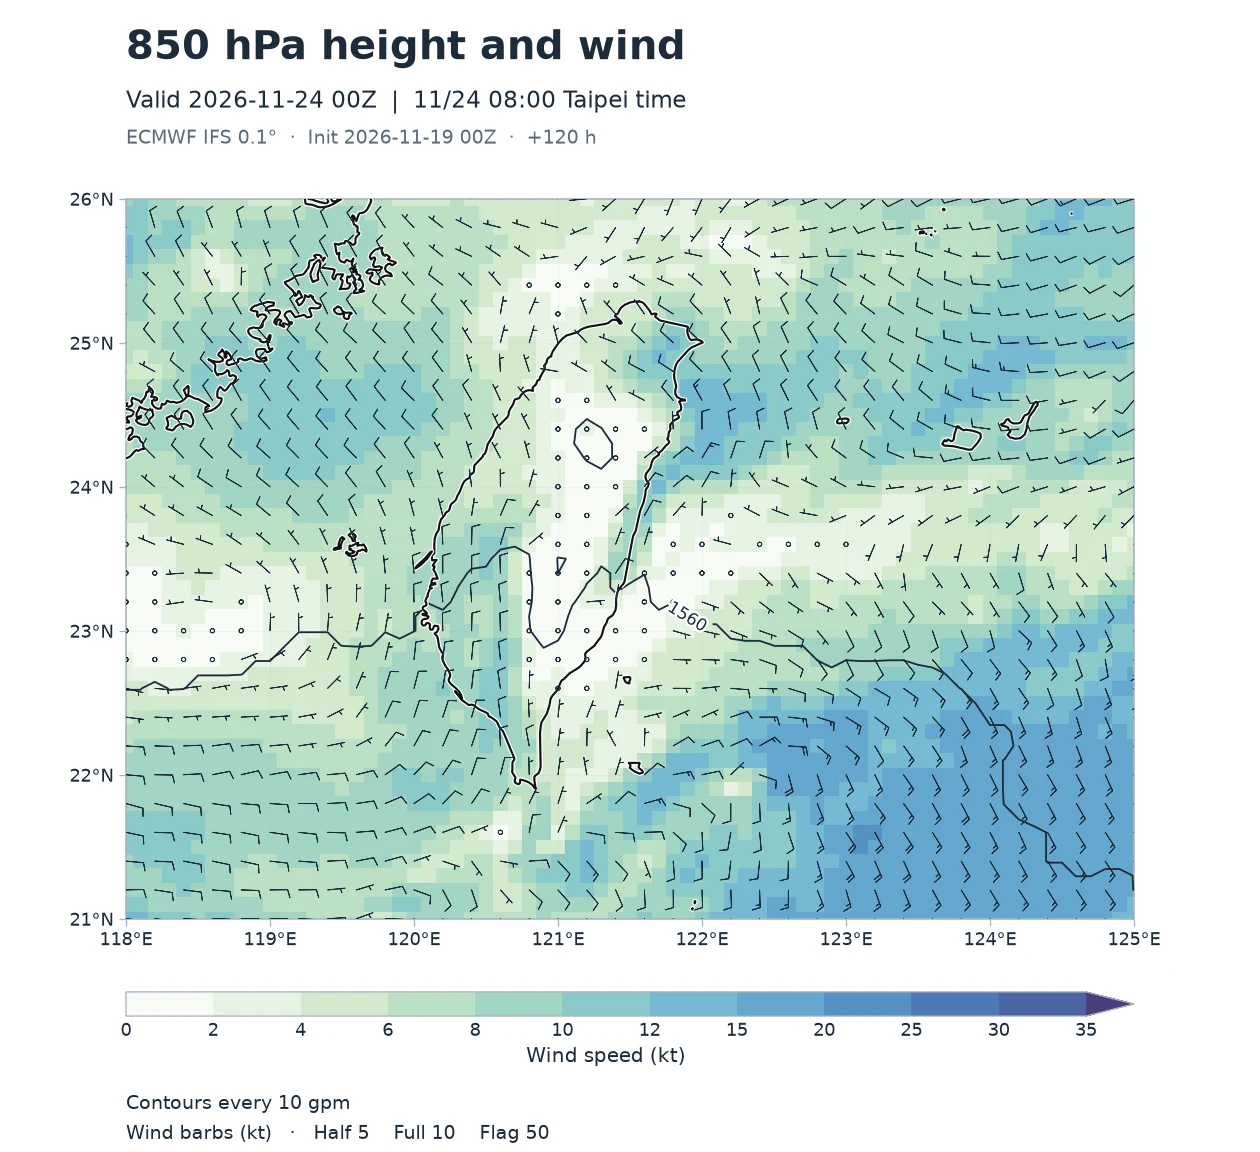 850 hPa height and wind
Valid 2026-11-24 00Z | 11/24 08:00 Taipei time
ECMWF IFS 0.1° · Init 2026-11-19 00Z · +120 h
26°N
25°N
24°N
23°N
22°N
21°N
1560
118°E 119°E 120°E 121°E 122°E 123°E 124°E 125°E
0 2 4 6 8 10 12 15 20 25 30 35
Wind speed (kt)
Contours every 10 gpm
Wind barbs (kt) · Half 5 Full 10 Flag 50